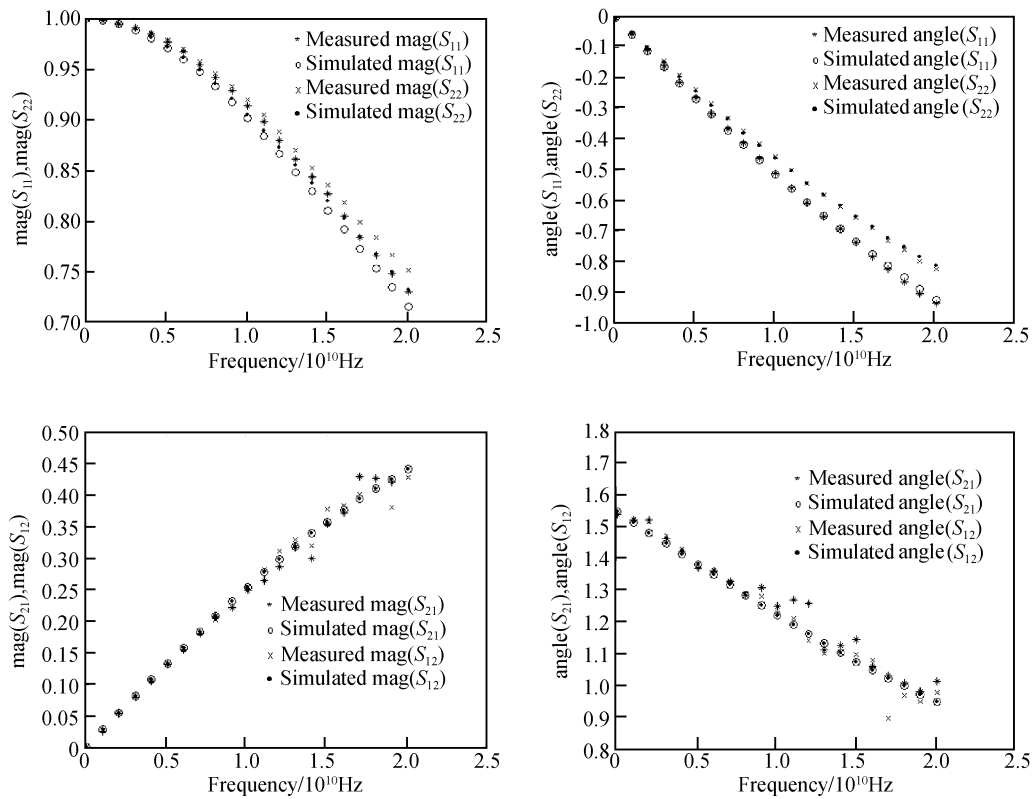 1.00
0.95
0.90
0.85
0.80
0.75
0.70
mag(S11),mag(S22)
* Measured mag(S11)
o Simulated mag(S11)
× Measured mag(S22)
• Simulated mag(S22)
0 0.5 1.0 1.5 2.0 2.5
Frequency/10^10Hz
0
-0.1
-0.2
-0.3
-0.4
-0.5
-0.6
-0.7
-0.8
-0.9
-1.0
angle(S11),angle(S22)
* Measured angle(S11)
o Simulated angle(S11)
× Measured angle(S22)
• Simulated angle (S22)
0 0.5 1.0 1.5 2.0 2.5
Frequency/10^10Hz
0.50
0.45
0.40
0.35
0.30
0.25
0.20
0.15
0.10
0.05
0
mag(S21),mag(S12)
* Measured mag(S21)
o Simulated mag(S21)
× Measured mag(S12)
• Simulated mag(S12)
0 0.5 1.0 1.5 2.0 2.5
Frequency/10^10Hz
1.8
1.7
1.6
1.5
1.4
1.3
1.2
1.1
1.0
0.9
0.8
angle(S21),angle(S12)
* Measured angle(S21)
o Simulated angle(S21)
× Measured angle(S12)
• Simulated angle (S12)
0 0.5 1.0 1.5 2.0 2.5
Frequency/10^10Hz